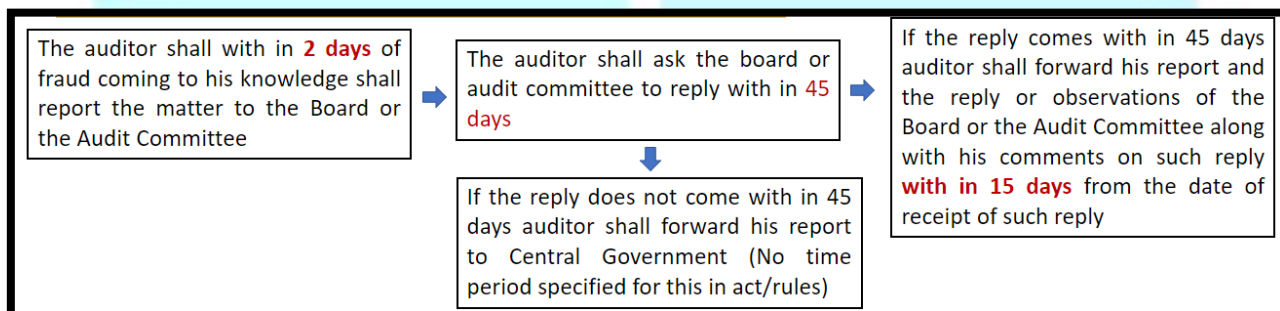 The auditor shall with in 2 days of
fraud coming to his knowledge shall
report the matter to the Board or
the Audit Committee
The auditor shall ask the board or
audit committee to reply with in 45
days
If the reply does not come with in 45
days auditor shall forward his report
to Central Government (No time
period specified for this in act/rules)
If the reply comes with in 45 days
auditor shall forward his report and
the reply or observations of the
Board or the Audit Committee along
with his comments on such reply
with in 15 days from the date of
receipt of such reply